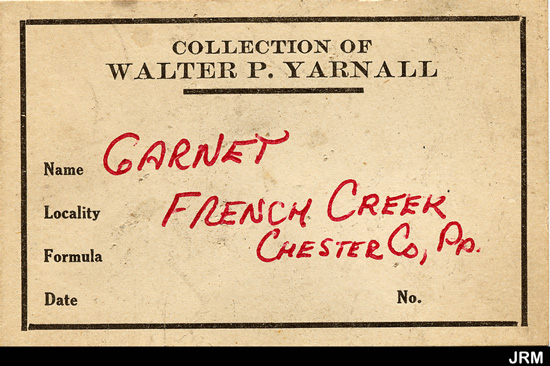 COLLECTION OF
WALTER P. YARNALL
Name GARNET
Locality FRENCH CREEK
CHESTER CO, PA.
Formula
Date No.
JRM